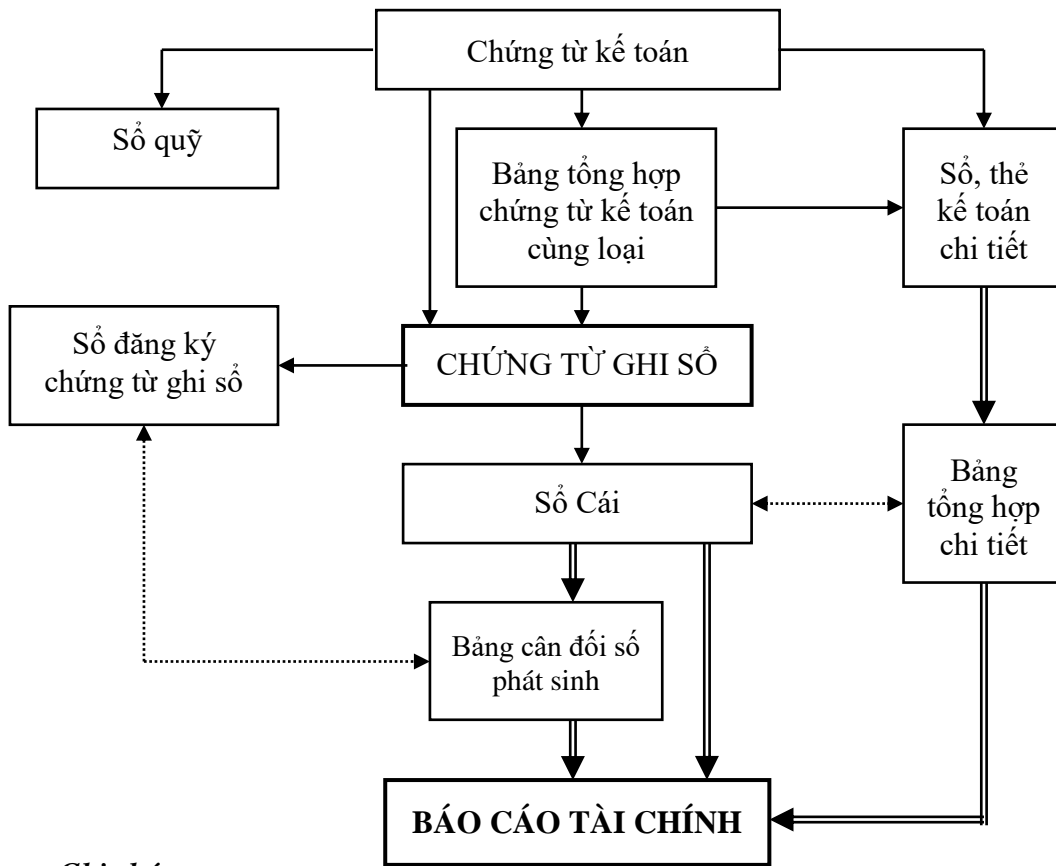 Chứng từ kế toán
Sổ quỹ
Bảng tổng hợp
chứng từ kế toán
cùng loại
Sổ, thẻ
kế toán
chi tiết
Sổ đăng ký
chứng từ ghi sổ
CHỨNG TỪ GHI SỔ
Sổ Cái
Bảng
tổng hợp
chi tiết
Bảng cân đối số
phát sinh
BÁO CÁO TÀI CHÍNH